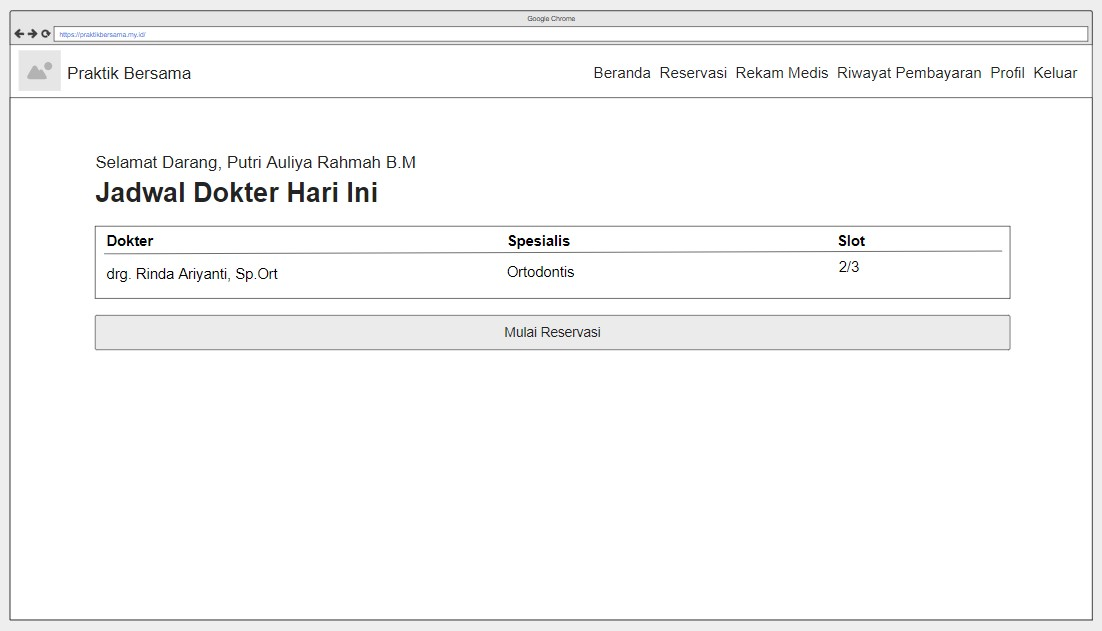 Google Chrome
https://praktikbersama.my.id/
Praktik Bersama
Beranda Reservasi Rekam Medis Riwayat Pembayaran Profil Keluar
Selamat Darang, Putri Auliya Rahmah B.M
Jadwal Dokter Hari Ini
Dokter Spesialis Slot
drg. Rinda Ariyanti, Sp.Ort Ortodontis 2/3
Mulai Reservasi